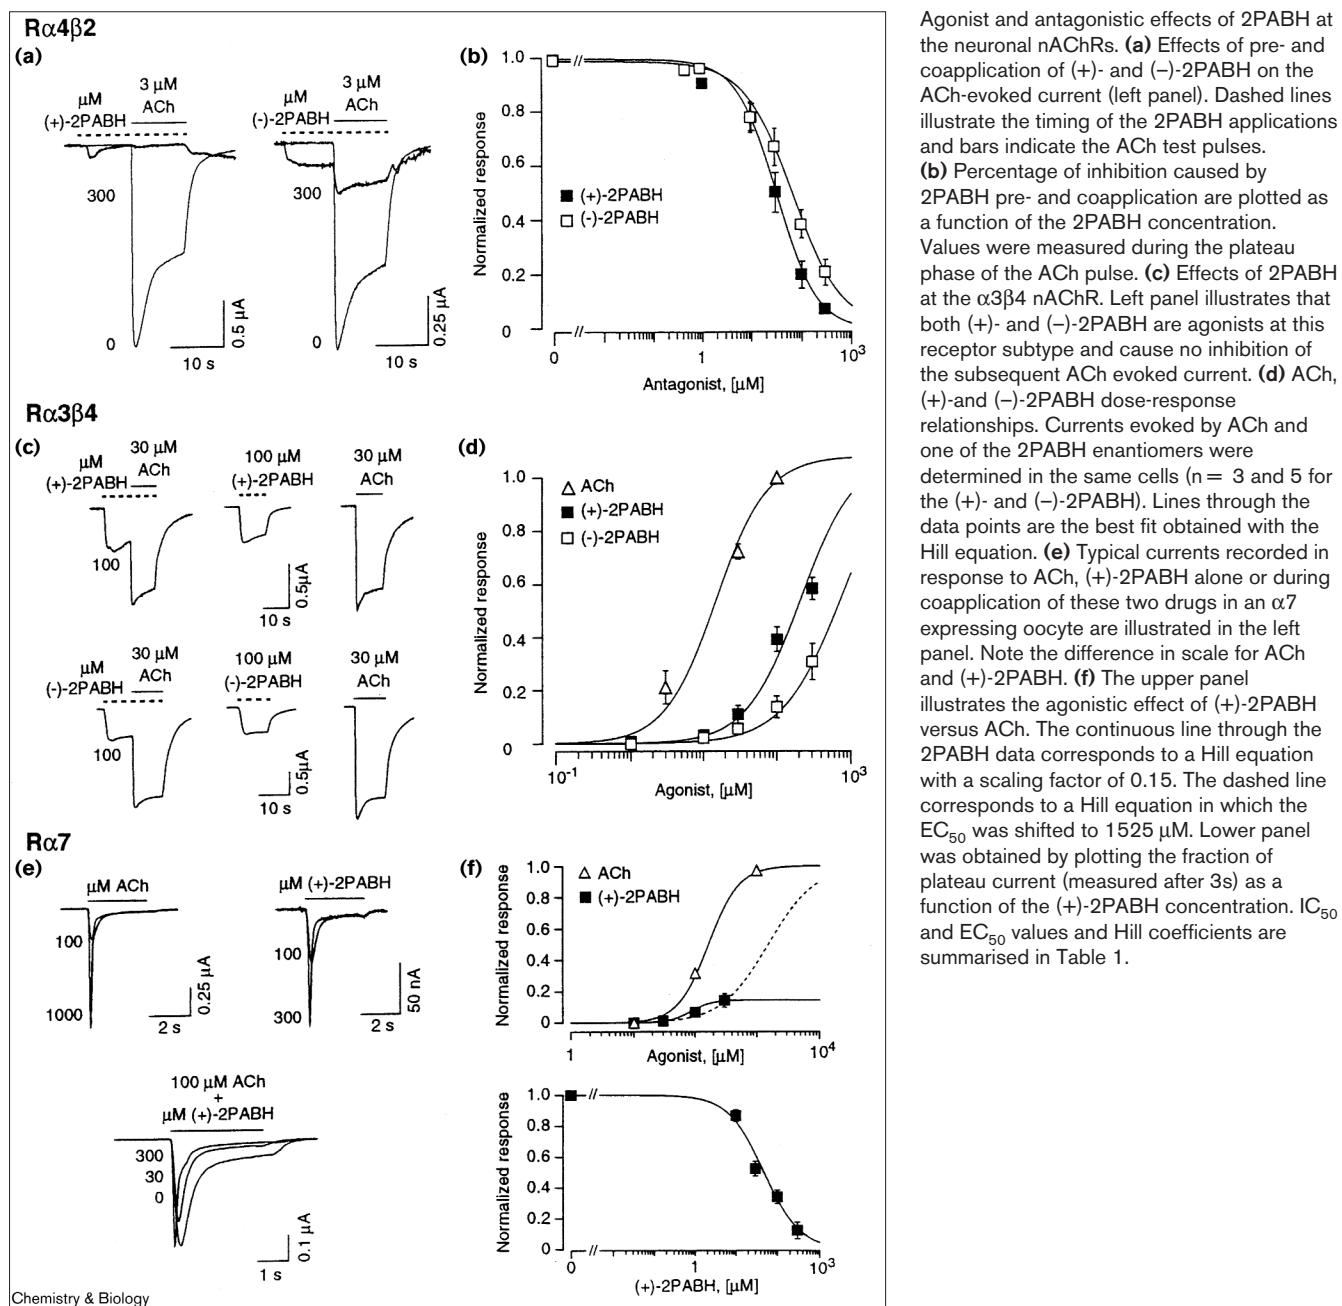 Rα4β2
(a)
3 μM
μM ACh
(+)-2PABH
300
0
0.5 μA
10 s
3 μM
μM ACh
(-)-2PABH
300
0
0.25 μA
10 s
(b)
Normalized response
1.0
0.8
0.6
0.4
0.2
0
(+)-2PABH
(-)-2PABH
0 1 10³
Antagonist, [μM]
Rα3β4
(c)
30 μM
μM ACh
(+)-2PABH
100
100 μM
(+)-2PABH
10 s
0.5μA
30 μM
ACh
30 μM
μM ACh
(-)-2PABH
100
100 μM
(-)-2PABH
10 s
0.5μA
30 μM
ACh
(d)
Normalized response
1.0
0.8
0.6
0.4
0.2
0
ACh
(+)-2PABH
(-)-2PABH
10⁻¹ 1 10³
Agonist, [μM]
Rα7
(e)
μM ACh
100
1000
0.25 μA
2 s
μM (+)-2PABH
100
300
50 nA
2 s
100 μM ACh
+
μM (+)-2PABH
300
30
0
0.1 μA
1 s
(f)
Normalized response
1.0
0.8
0.6
0.4
0.2
0
ACh
(+)-2PABH
1 10⁴
Agonist, [μM]
Normalized response
1.0
0.8
0.6
0.4
0.2
0
0 1 10³
(+)-2PABH, [μM]
Chemistry & Biology
Agonist and antagonistic effects of 2PABH at
the neuronal nAChRs. (a) Effects of pre- and
coapplication of (+)- and (–)-2PABH on the
ACh-evoked current (left panel). Dashed lines
illustrate the timing of the 2PABH applications
and bars indicate the ACh test pulses.
(b) Percentage of inhibition caused by
2PABH pre- and coapplication are plotted as
a function of the 2PABH concentration.
Values were measured during the plateau
phase of the ACh pulse. (c) Effects of 2PABH
at the α3β4 nAChR. Left panel illustrates that
both (+)- and (–)-2PABH are agonists at this
receptor subtype and cause no inhibition of
the subsequent ACh evoked current. (d) ACh,
(+)-and (–)-2PABH dose-response
relationships. Currents evoked by ACh and
one of the 2PABH enantiomers were
determined in the same cells (n = 3 and 5 for
the (+)- and (–)-2PABH). Lines through the
data points are the best fit obtained with the
Hill equation. (e) Typical currents recorded in
response to ACh, (+)-2PABH alone or during
coapplication of these two drugs in an α7
expressing oocyte are illustrated in the left
panel. Note the difference in scale for ACh
and (+)-2PABH. (f) The upper panel
illustrates the agonistic effect of (+)-2PABH
versus ACh. The continuous line through the
2PABH data corresponds to a Hill equation
with a scaling factor of 0.15. The dashed line
corresponds to a Hill equation in which the
EC₅₀ was shifted to 1525 μM. Lower panel
was obtained by plotting the fraction of
plateau current (measured after 3s) as a
function of the (+)-2PABH concentration. IC₅₀
and EC₅₀ values and Hill coefficients are
summarised in Table 1.